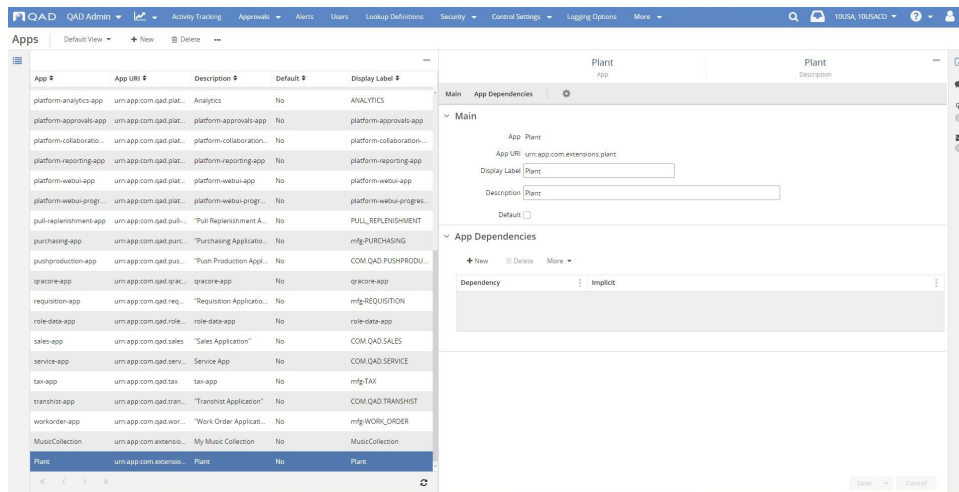 QAD QAD Admin Activity Tracking Approvals Alerts Users Lookup Definitions Security Control Settings Logging Options More 10USA, 10USACO
Apps Default View + New Delete
App App URI Description Default Display Label
platform-analytics-app urn:app:com.qad.plat... Analytics No ANALYTICS
platform-approvals-app urn:app:com.qad.plat... platform-approvals-app No platform-approvals-app
platform-collaboratio... urn:app:com.qad.plat... platform-collaboration... No platform-collaboration-...
platform-reporting-app urn:app:com.qad.plat... platform-reporting-app No platform-reporting-app
platform-webui-app urn:app:com.qad.plat... platform-webui-app No platform-webui-app
platform-webui-progr... urn:app:com.qad.plat... platform-webui-progr... No platform-webui-progres...
pull-replenishment-app urn:app:com.qad.pull-... "Pull Replenishment A... No PULL_REPLENISHMENT
purchasing-app urn:app:com.qad.purc... "Purchasing Applicatio... No mfg-PURCHASING
pushproduction-app urn:app:com.qad.pus... "Push Production Appl... No COM.QAD.PUSHPRODU...
qracore-app urn:app:com.qad.qrac... qracore-app No qracore-app
requisition-app urn:app:com.qad.req... "Requisition Applicatio... No mfg-REQUISITION
role-data-app urn:app:com.qad.role... role-data-app No role-data-app
sales-app urn:app:com.qad.sales "Sales Application" No COM.QAD.SALES
service-app urn:app:com.qad.serv... Service App No COM.QAD.SERVICE
tax-app urn:app:com.qad.tax tax-app No mfg-TAX
transhist-app urn:app:com.qad.tran... "Transhist Application" No COM.QAD.TRANSHIST
workorder-app urn:app:com.qad.wor... "Work Order Applicati... No mfg-WORK_ORDER
MusicCollection urn:app:com.extensio... My Music Collection No MusicCollection
Plant urn:app:com.extensio... Plant No Plant
Plant Plant
App Description
Main App Dependencies
Main
App Plant
App URI urn:app:com.extensions.plant
Display Label Plant
Description Plant
Default
App Dependencies
+ New Delete More
Dependency Implicit
Save Cancel